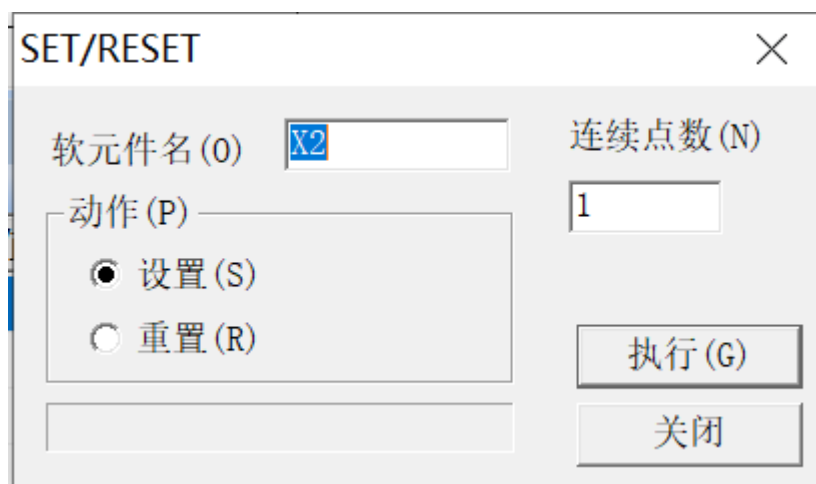 SET/RESET
软元件名(O) X2
连续点数(N)
1
动作(P)
设置(S)
重置(R)
执行(G)
关闭